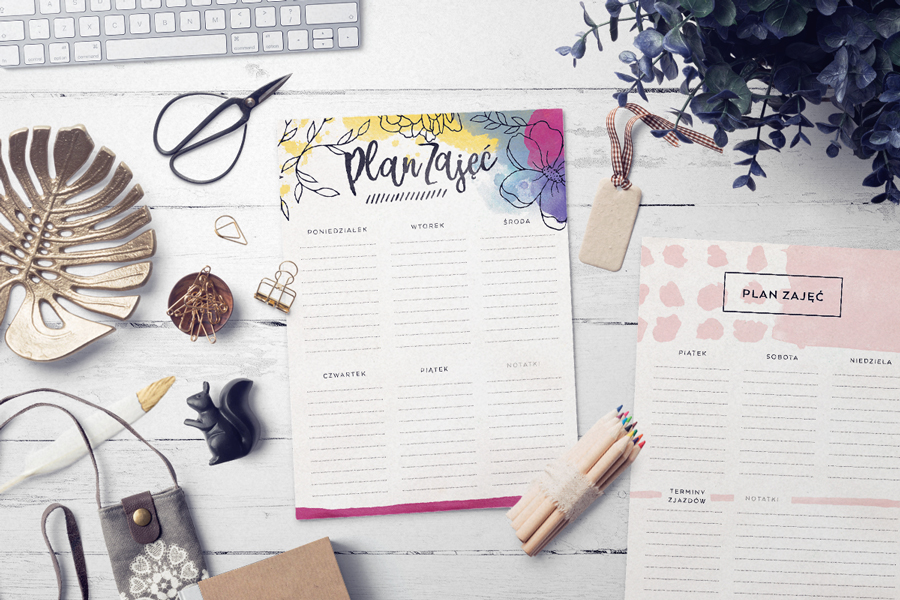 Plan Zajęć
PONIEDZIAŁEK
WTOREK
ŚRODA
CZWARTEK
PIĄTEK
NOTATKI
PLAN ZAJĘĆ
PIĄTEK
SOBOTA
NIEDZIELA
TERMINY
ZJAZDÓW
NOTATKI